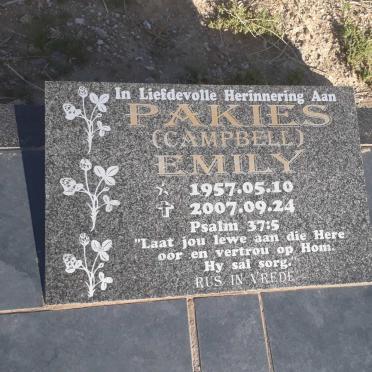 In Liefdevolle Herinnering Aan
PAKIES
(CAMPBELL)
EMILY
1957.05.10
2007.09.24
Psalm 37:5
"Laat jou lewe aan die Here
oor en vertrou op Hom.
Hy sal sorg.
RUS IN VREDE